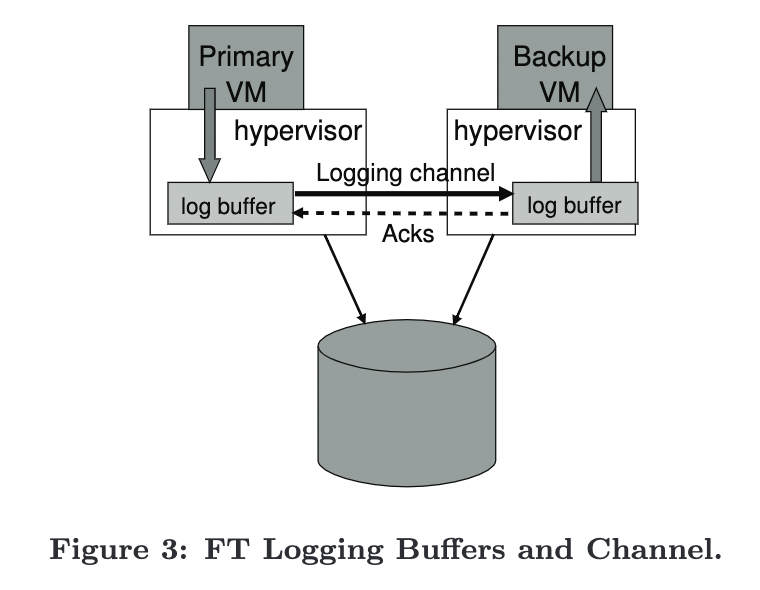 Primary
VM
Backup
VM
hypervisor
hypervisor
Logging channel
log buffer
log buffer
Acks
Figure 3: FT Logging Buffers and Channel.